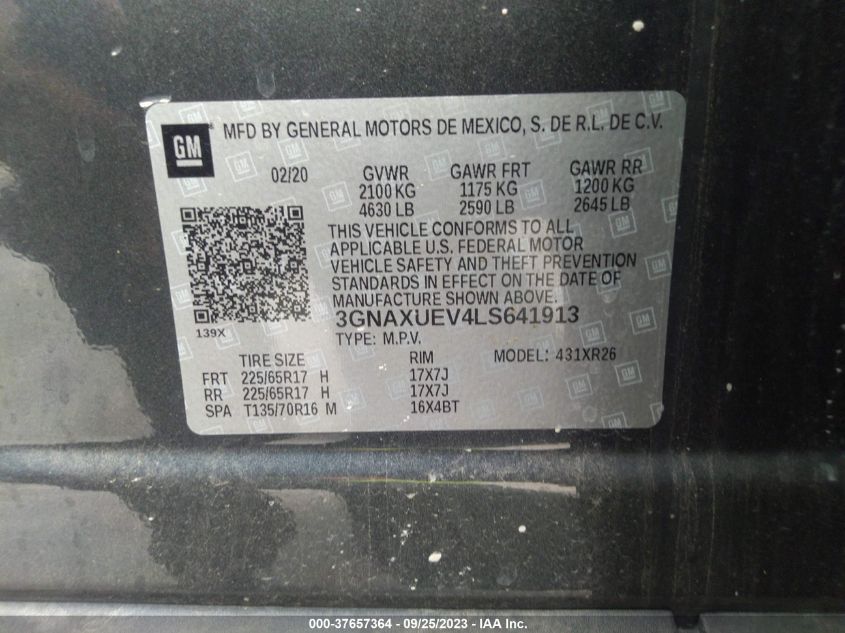 GM
MFD BY GENERAL MOTORS DE MEXICO, S. DE R.L. DE C.V.
02/20 GVWR GAWR FRT GAWR RR
2100 KG 1175 KG 1200 KG
4630 LB 2590 LB 2645 LB
THIS VEHICLE CONFORMS TO ALL
APPLICABLE U.S. FEDERAL MOTOR
VEHICLE SAFETY AND THEFT PREVENTION
STANDARDS IN EFFECT ON THE DATE OF
MANUFACTURE SHOWN ABOVE.
3GNAXUEV4LS641913
139X
TYPE: M.P.V.
TIRE SIZE RIM MODEL: 431XR26
FRT 225/65R17 H 17X7J
RR 225/65R17 H 17X7J
SPA T135/70R16 M 16X4BT
000-37657364 - 09/25/2023 - IAA Inc.